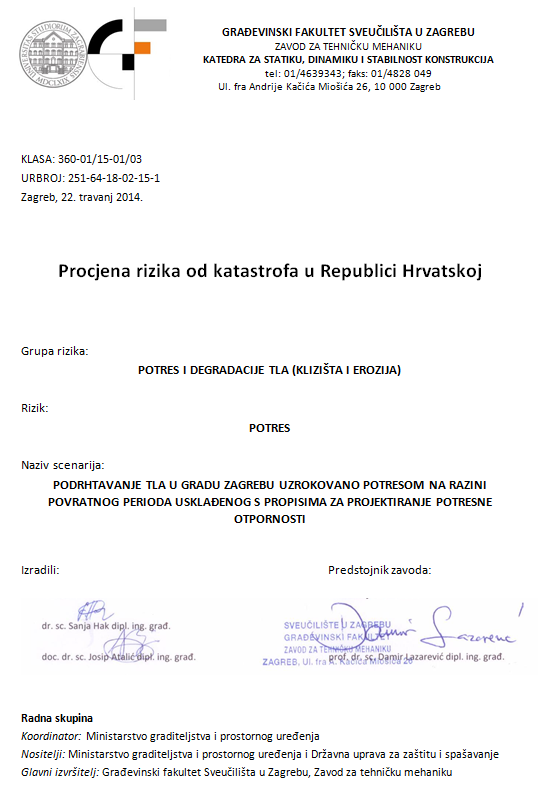 GRAĐEVINSKI FAKULTET SVEUČILIŠTA U ZAGREBU
ZAVOD ZA TEHNIČKU MEHANIKU
KATEDRA ZA STATIKU, DINAMIKU I STABILNOST KONSTRUKCIJA
tel: 01/4639343; faks: 01/4828 049
Ul. fra Andrije Kačića Miošića 26, 10 000 Zagreb
KLASA: 360-01/15-01/03
URBROJ: 251-64-18-02-15-1
Zagreb, 22. travanj 2014.
Procjena rizika od katastrofa u Republici Hrvatskoj
Grupa rizika:
POTRES I DEGRADACIJE TLA (KLIZIŠTA I EROZIJA)
Rizik:
POTRES
Naziv scenarija:
PODRHTAVANJE TLA U GRADU ZAGREBU UZROKOVANO POTRESOM NA RAZINI
POVRATNOG PERIODA USKLAĐENOG S PROPISIMA ZA PROJEKTIRANJE POTRESNE
OTPORNOSTI
Izradili:
Predstojnik zavoda:
dr. sc. Sanja Hak dipl. ing. građ.
doc. dr. sc. Josip Atalić dipl. ing. građ.
SVEUČILIŠTE U ZAGREBU
GRAĐEVINSKI FAKULTET
ZAVOD ZA TEHNIČKU MEHANIKU
ZAGREB, Ul. fra A. Kačića Miošića 26
Damir Lazarević
prof. dr. sc. Damir Lazarević dipl. ing. građ.
Radna skupina
Koordinator: Ministarstvo graditeljstva i prostornog uređenja
Nositelji: Ministarstvo graditeljstva i prostornog uređenja i Državna uprava za zaštitu i spašavanje
Glavni izvršitelj: Građevinski fakultet Sveučilišta u Zagrebu, Zavod za tehničku mehaniku